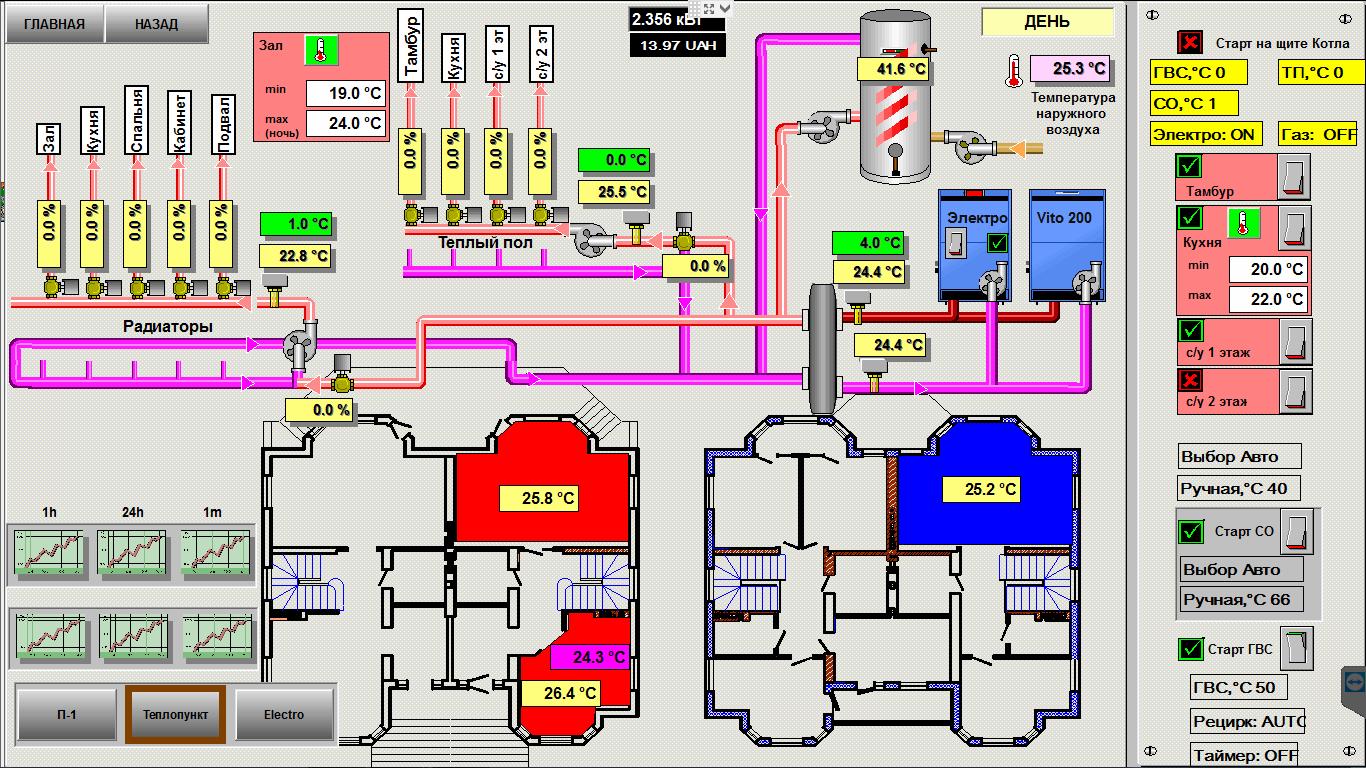 ГЛАВНАЯ
НАЗАД
Зал
min
19.0 °C
max
(ночь)
24.0 °C
Тамбур
Кухня
с/у 1 эт
с/у 2 эт
2.356 кВт
13.97 UAH
ДЕНЬ
41.6 °C
25.3 °C
Температура
наружного
воздуха
Зал
Кухня
Спальня
Кабинет
Подвал
0.0 %
0.0 %
0.0 %
0.0 %
0.0 %
0.0 %
0.0 %
0.0 %
0.0 %
0.0 °C
25.5 °C
1.0 °C
22.8 °C
Теплый пол
0.0 %
4.0 °C
24.4 °C
Электро
Vito 200
Радиаторы
24.4 °C
0.0 %
25.8 °C
25.2 °C
24.3 °C
26.4 °C
1h
24h
1m
П-1
Теплопункт
Electro
Старт на щите Котла
ГВС,°C 0
ТП,°C 0
СО,°C 1
Электро: ON
Газ: OFF
Тамбур
Кухня
min
20.0 °C
max
22.0 °C
с/у 1 этаж
с/у 2 этаж
Выбор Авто
Ручная,°C 40
Старт СО
Выбор Авто
Ручная,°C 66
Старт ГВС
ГВС,°C 50
Рецирк: AUTO
Таймер: OFF